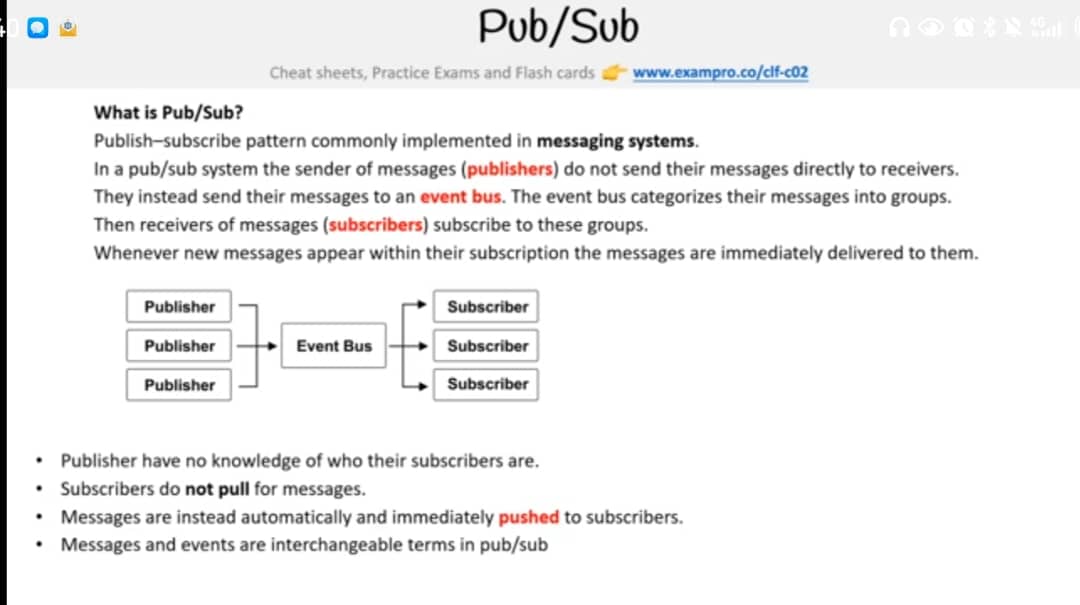 Pub/Sub
Cheat sheets, Practice Exams and Flash cards 👉 www.exampro.co/clf-c02
What is Pub/Sub?
Publish–subscribe pattern commonly implemented in messaging systems.
In a pub/sub system the sender of messages (publishers) do not send their messages directly to receivers.
They instead send their messages to an event bus. The event bus categorizes their messages into groups.
Then receivers of messages (subscribers) subscribe to these groups.
Whenever new messages appear within their subscription the messages are immediately delivered to them.
Publisher
Publisher
Publisher
Event Bus
Subscriber
Subscriber
Subscriber
• Publisher have no knowledge of who their subscribers are.
• Subscribers do not pull for messages.
• Messages are instead automatically and immediately pushed to subscribers.
• Messages and events are interchangeable terms in pub/sub